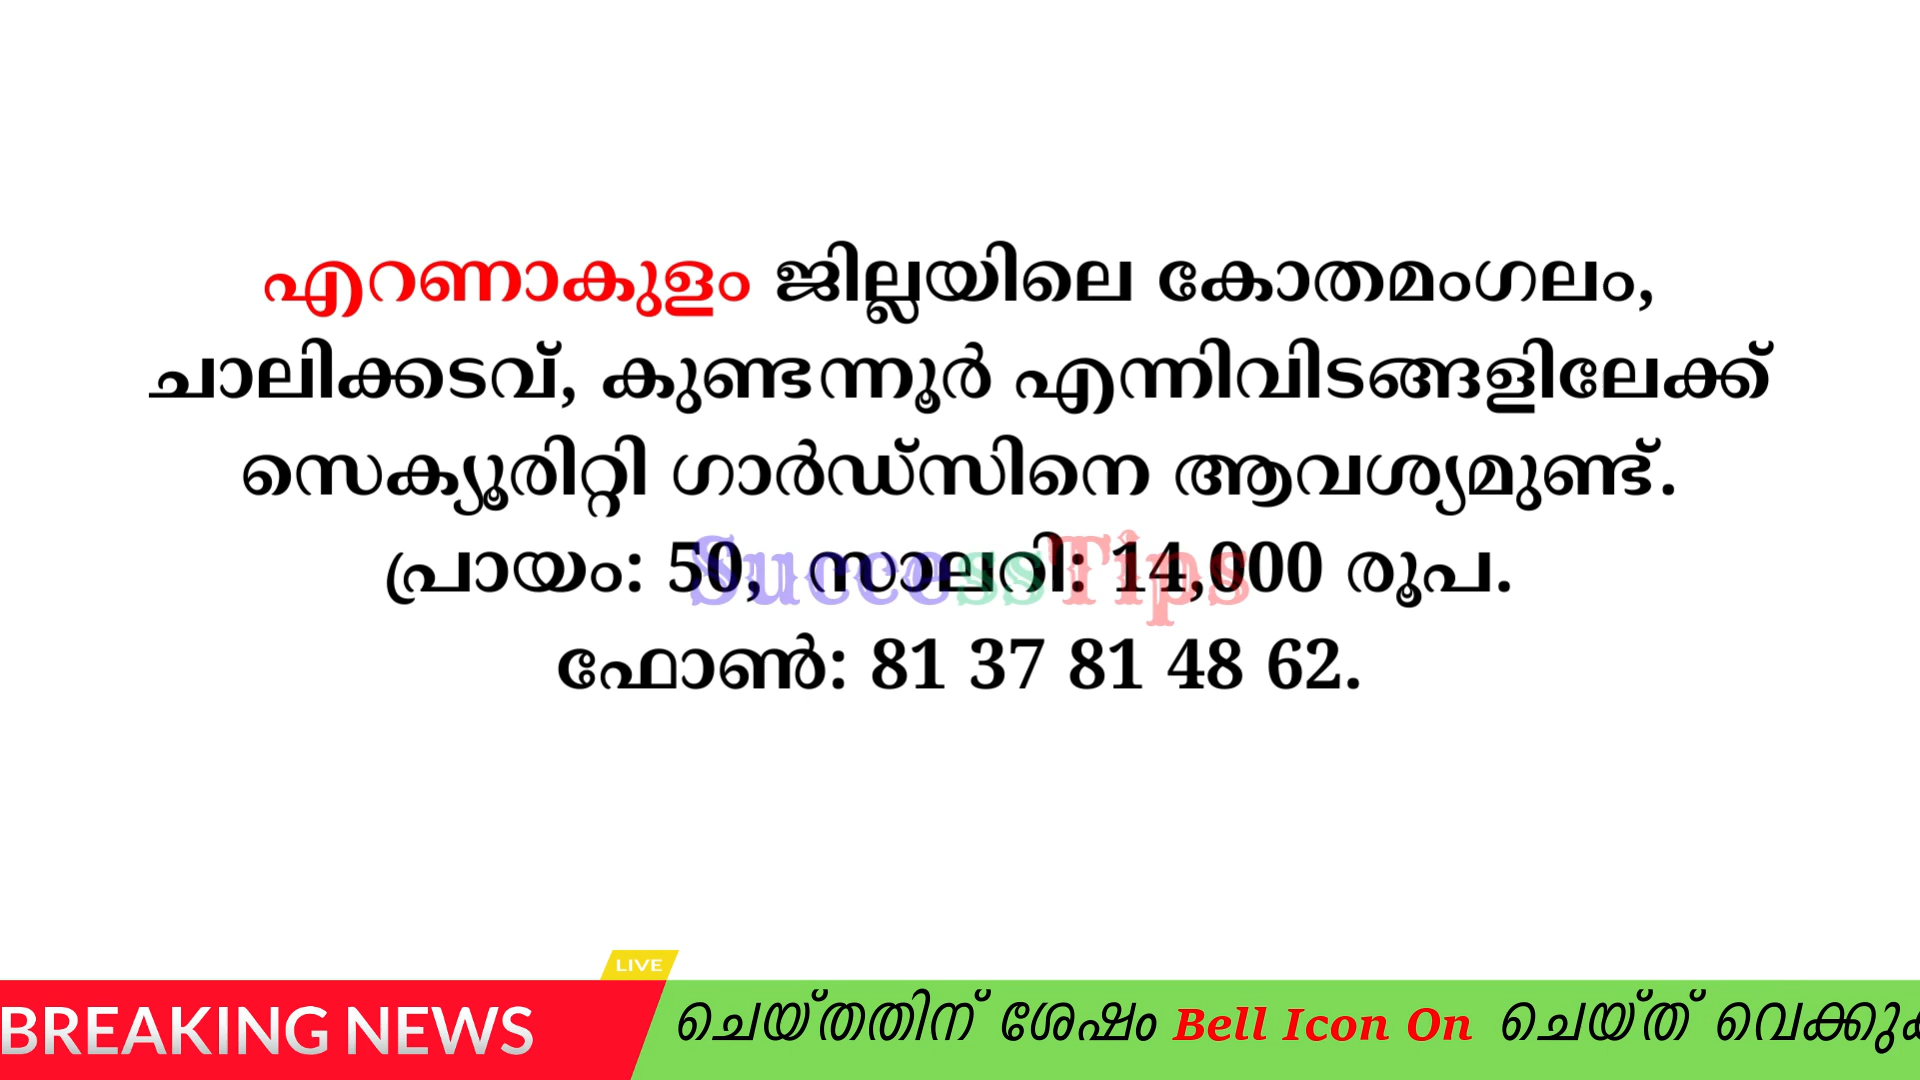 എറണാകുളം ജില്ലയിലെ കോതമംഗലം,
ചാലിക്കടവ്, കുണ്ടന്നൂർ എന്നിവിടങ്ങളിലേക്ക്
സെക്യൂരിറ്റി ഗാർഡ്സിനെ ആവശ്യമുണ്ട്.
പ്രായം: 50, സാലറി: 14,000 രൂപ.
SuccessTips
ഫോൺ: 81 37 81 48 62.
LIVE
BREAKING NEWS
ചെയ്തതിന് ശേഷം Bell Icon On ചെയ്ത്